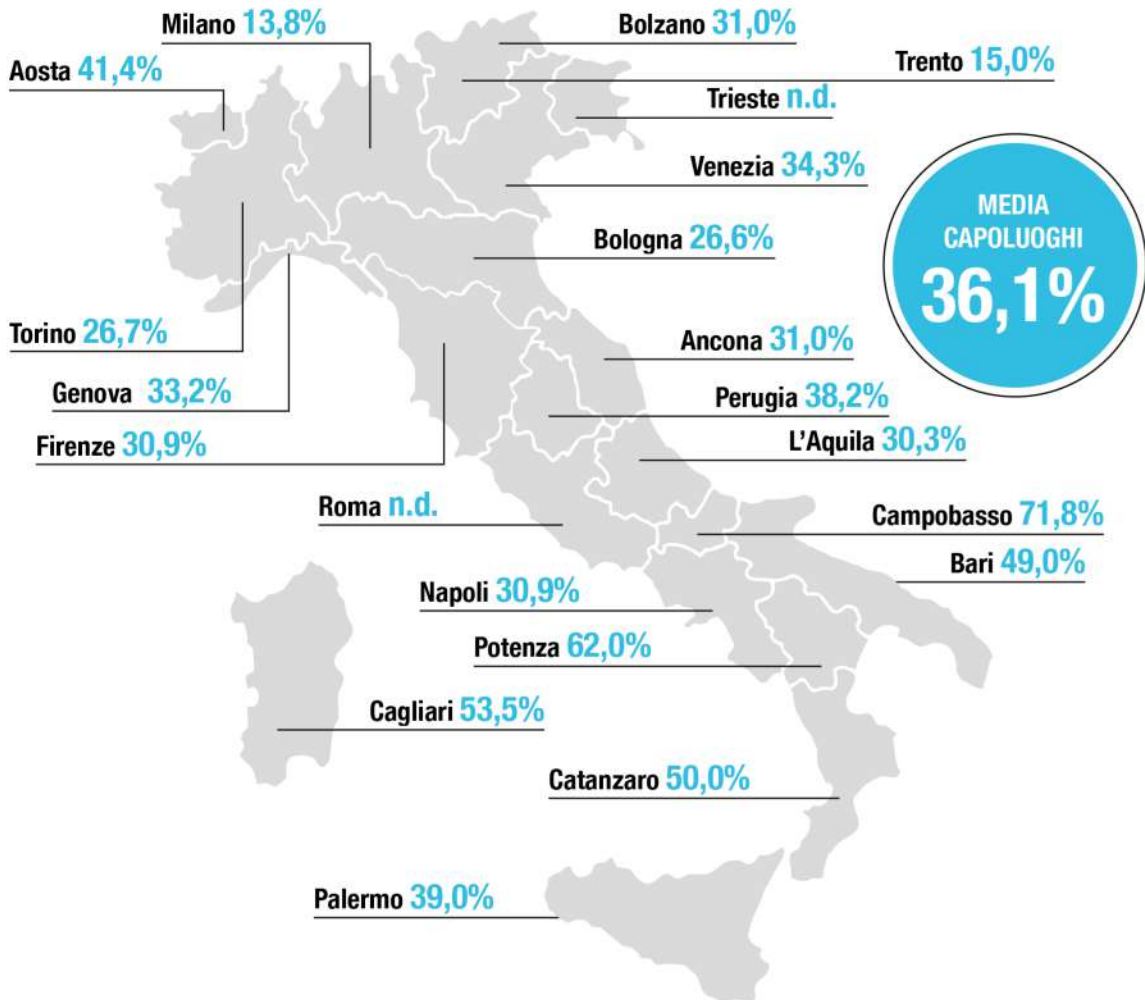 Milano 13,8%
Bolzano 31,0%
Aosta 41,4%
Trento 15,0%
Trieste n.d.
Venezia 34,3%
MEDIA
CAPOLUOGHI
36,1%
Bologna 26,6%
Torino 26,7%
Ancona 31,0%
Genova 33,2%
Perugia 38,2%
Firenze 30,9%
L'Aquila 30,3%
Roma n.d.
Campobasso 71,8%
Bari 49,0%
Napoli 30,9%
Potenza 62,0%
Cagliari 53,5%
Catanzaro 50,0%
Palermo 39,0%